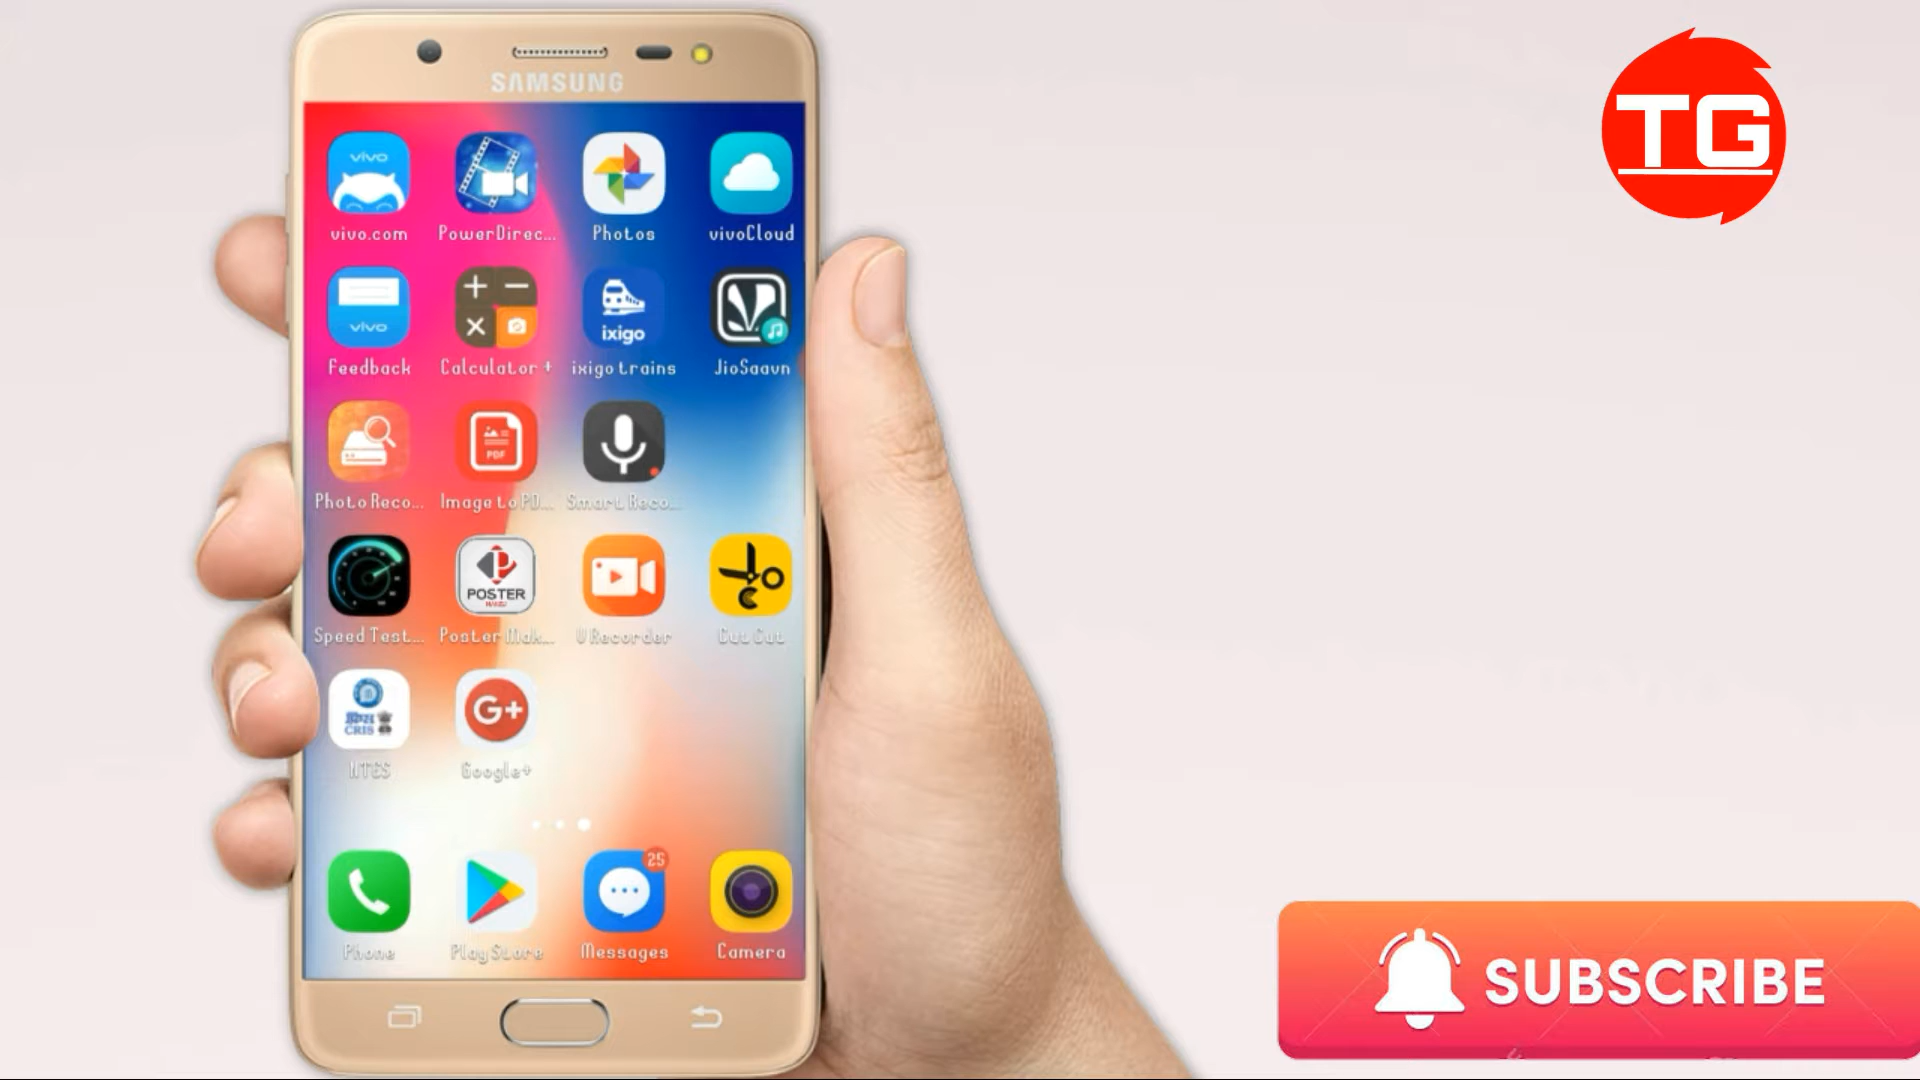 SAMSUNG
TG
vivo
vivo.com PowerDirec... Photos vivoCloud
vivo
ixigo
Feedback Calculator + ixigo trains JioSaavn
PDF
Photo Reco... Image to PD... Smart Reco...
POSTER
Speed Test... Poster Mak... V Recorder Cut Cut
CRIS
G+
NTES Google+
25
Phone Play Store Messages Camera
SUBSCRIBE